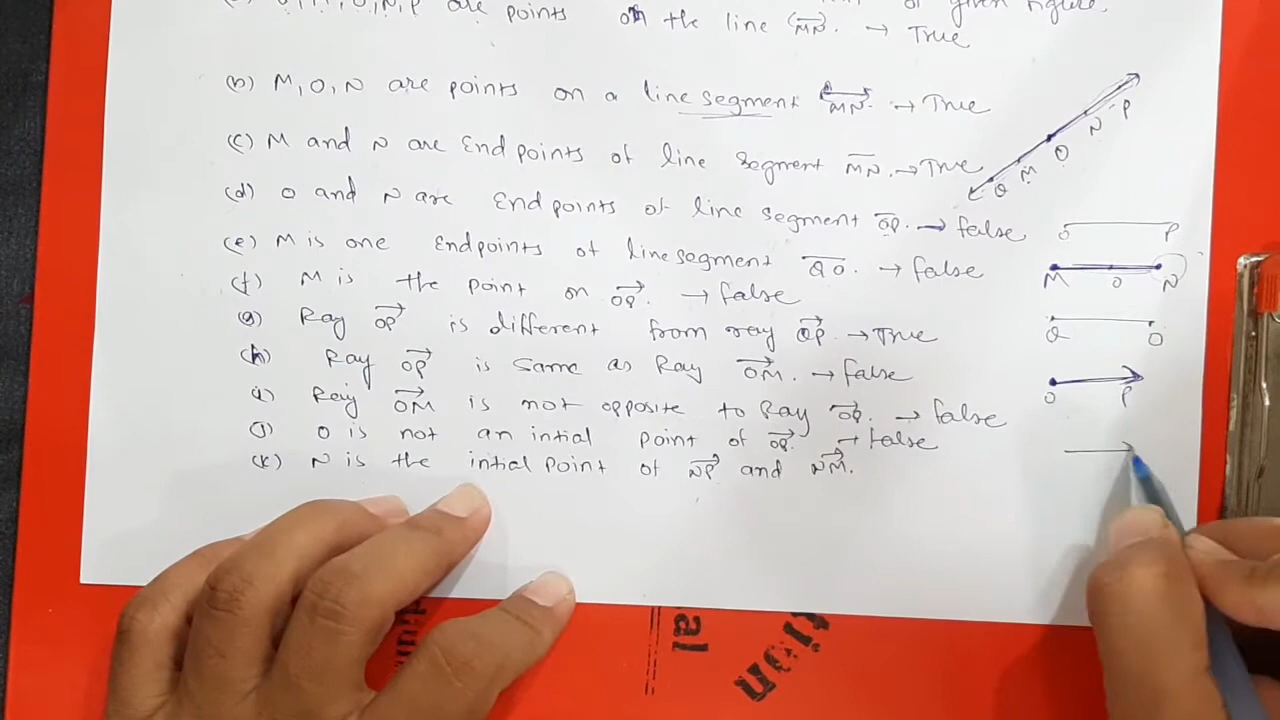 are points on the line (MN. → True
of given figure.
(b) M, O, N are points on a line segment MN. → True
(c) M and N are End points of line segment MN. → True
(d) O and N are Endpoints of line segment OP. → false
(e) M is one Endpoints of line segment QO. → false
(f) M is the point on OP. → false
(g) Ray OP is different from ray QP → True
(h) Ray OP is same as Ray OM. → false
(i) Ray OM is not opposite to Ray OP. → false
(j) O is not an intial point of OP. → false
(k) N is the intial point of NP and NM.
Q M O N P
O P
M O N
Q O
O P